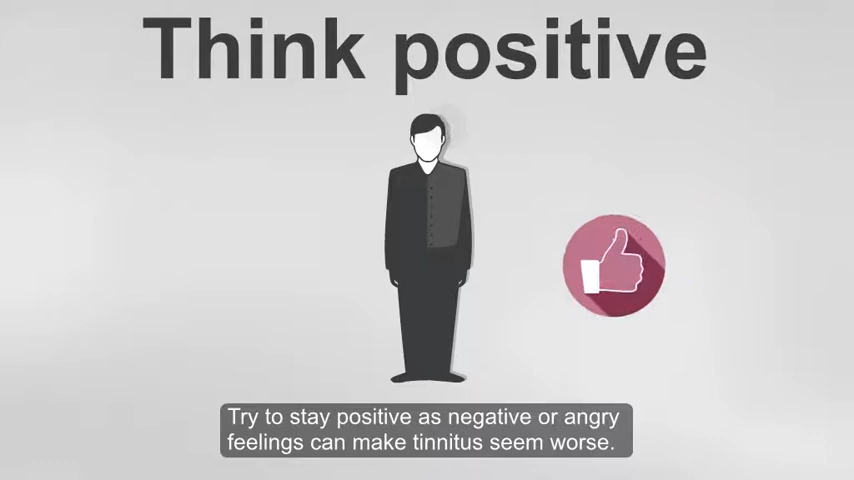 Think positive
Try to stay positive as negative or angry
feelings can make tinnitus seem worse.